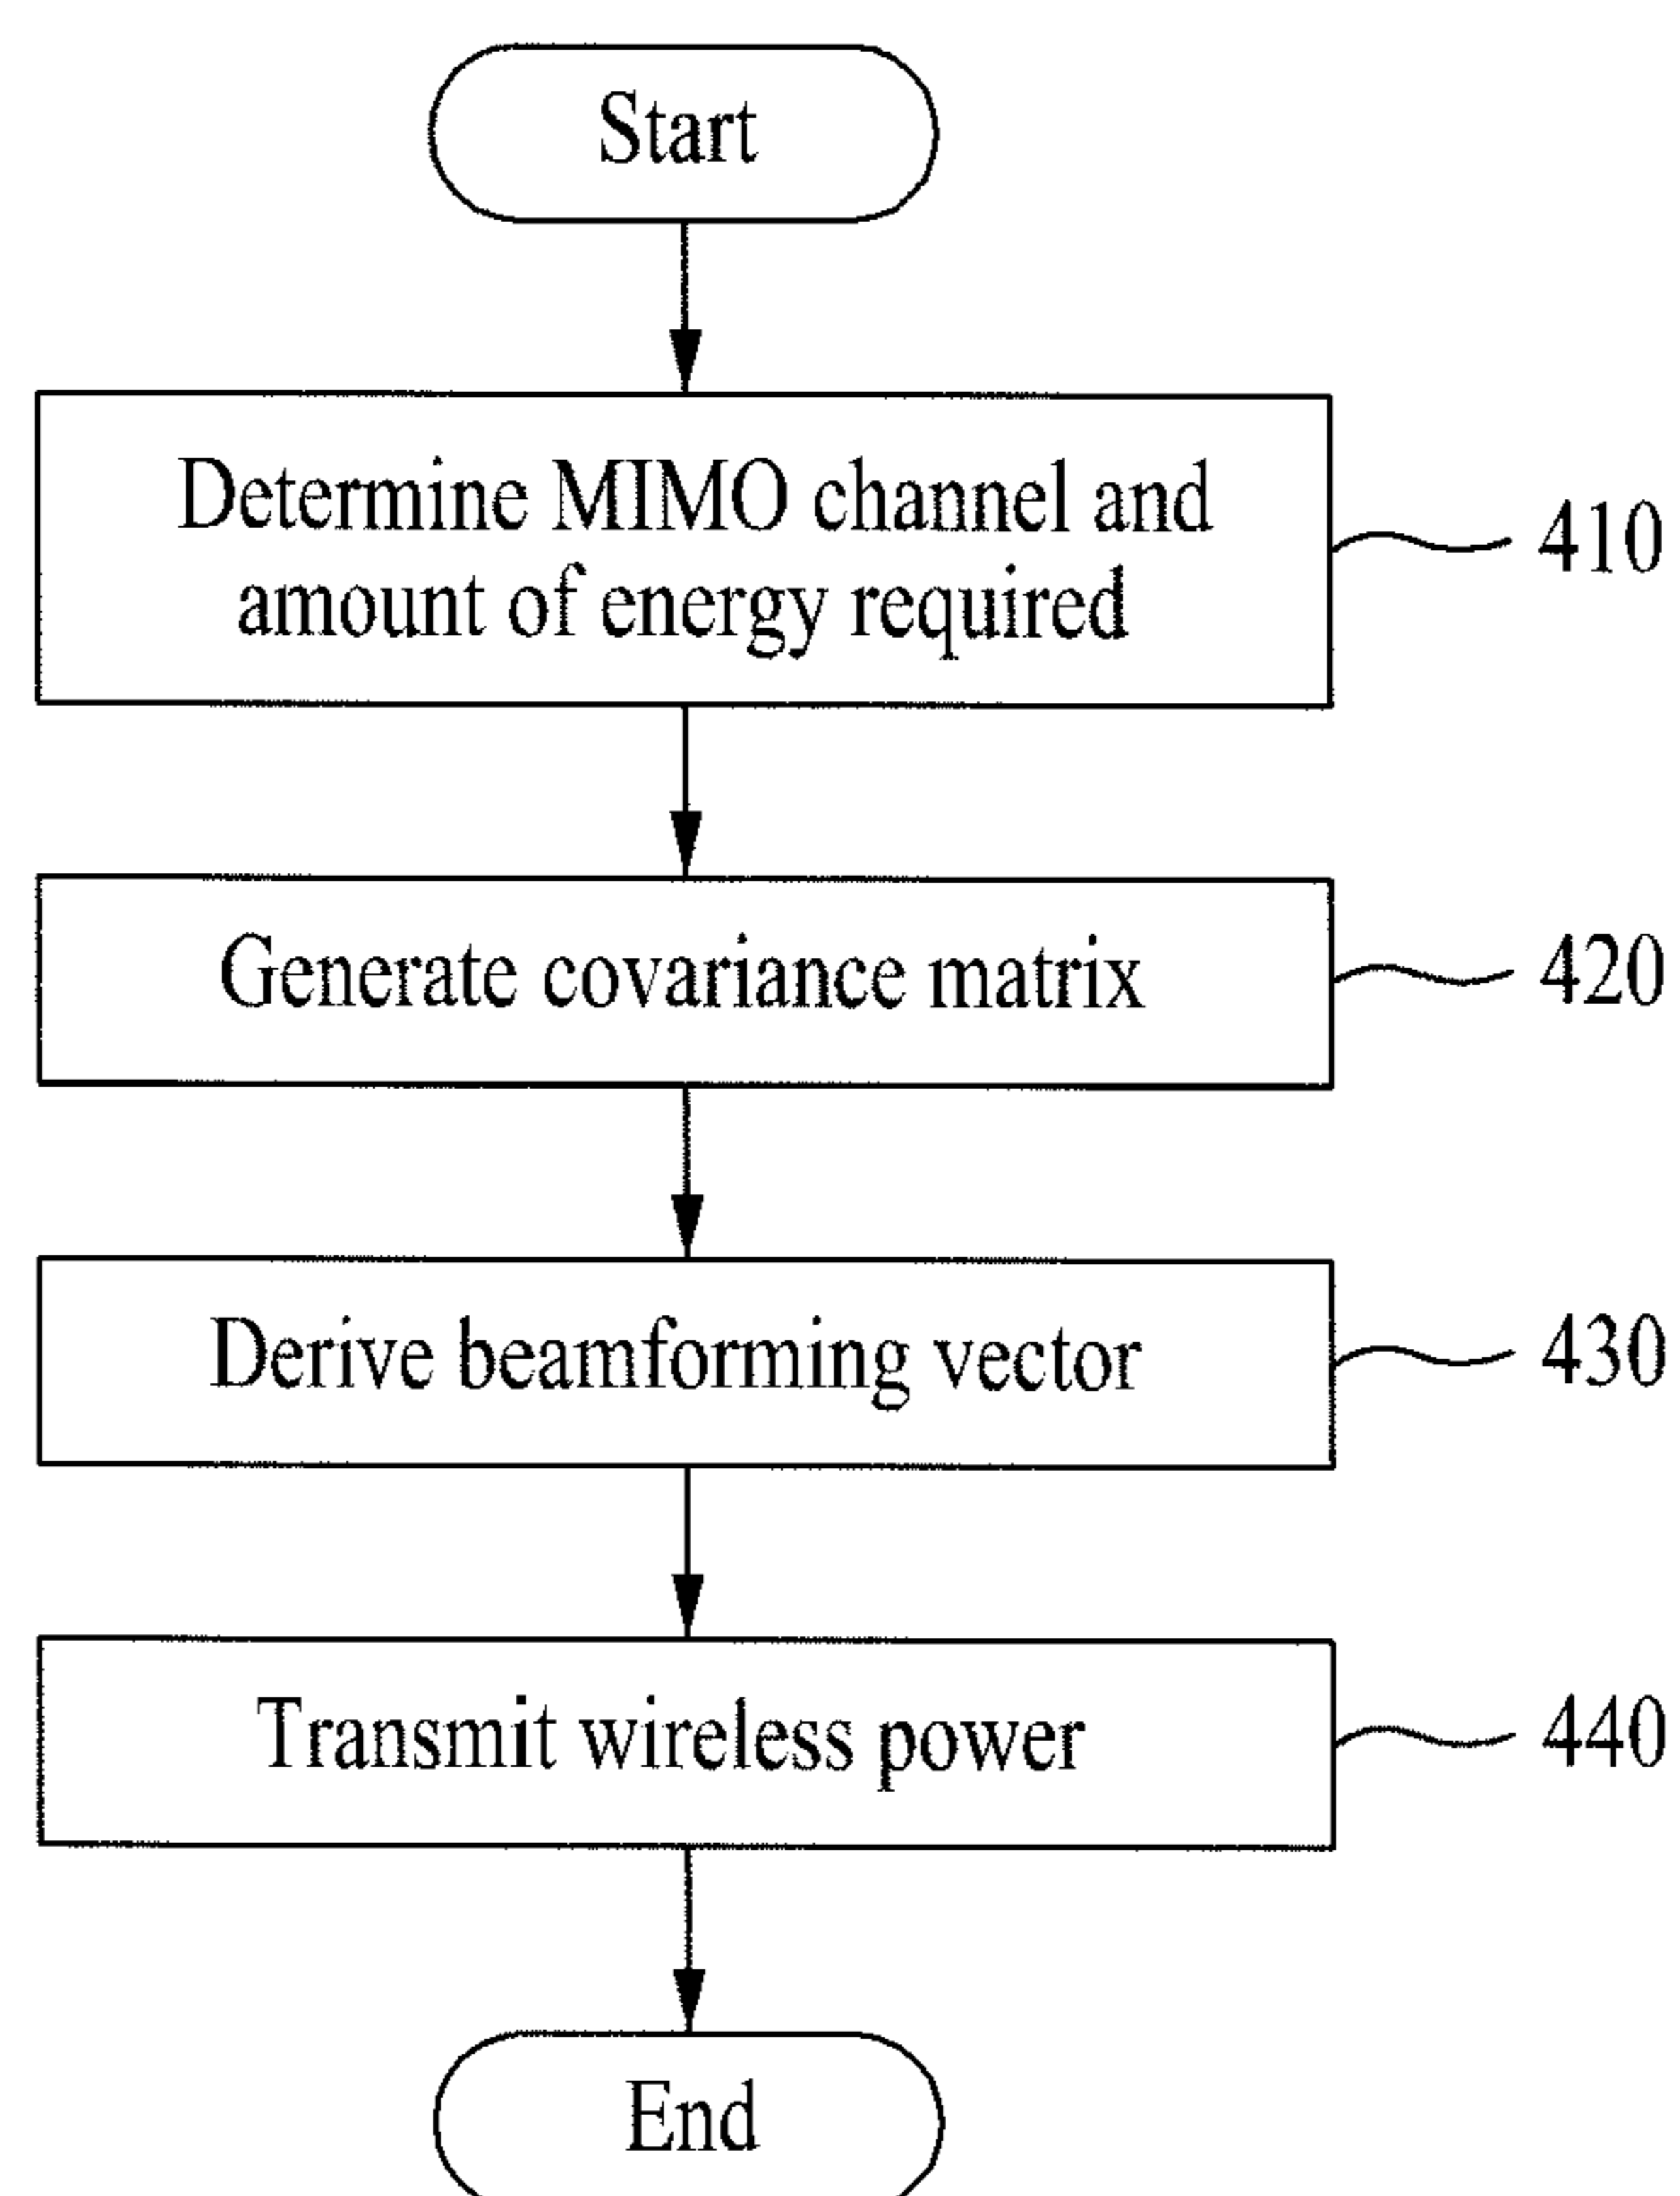 Start
Determine MIMO channel and
amount of energy required
410
Generate covariance matrix
420
Derive beamforming vector
430
Transmit wireless power
440
End